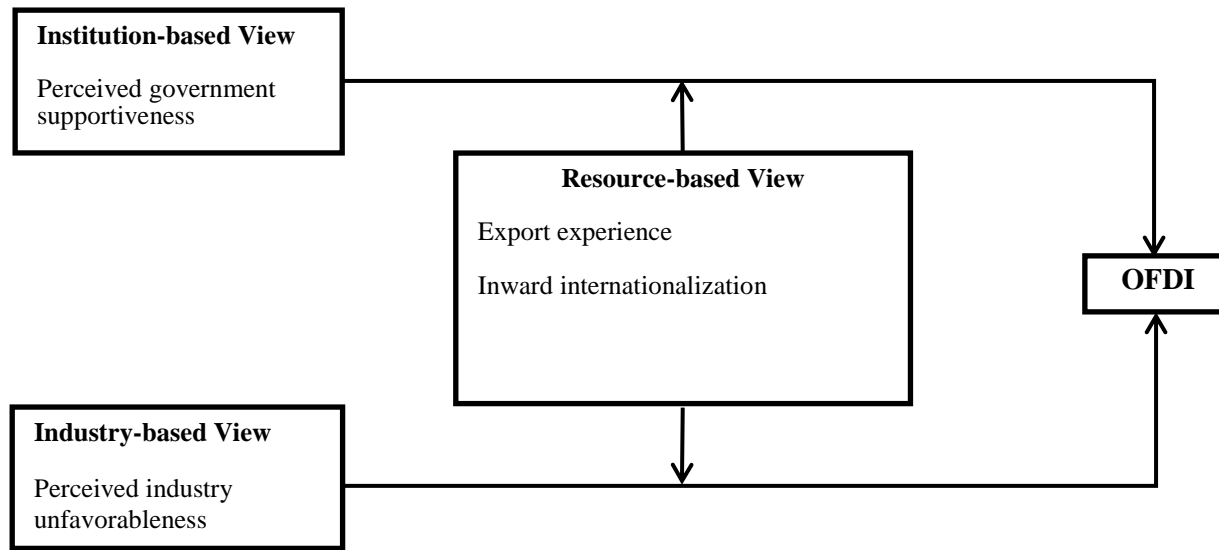 Institution-based View
Perceived government
supportiveness
Resource-based View
Export experience
Inward internationalization
OFDI
Industry-based View
Perceived industry
unfavorableness